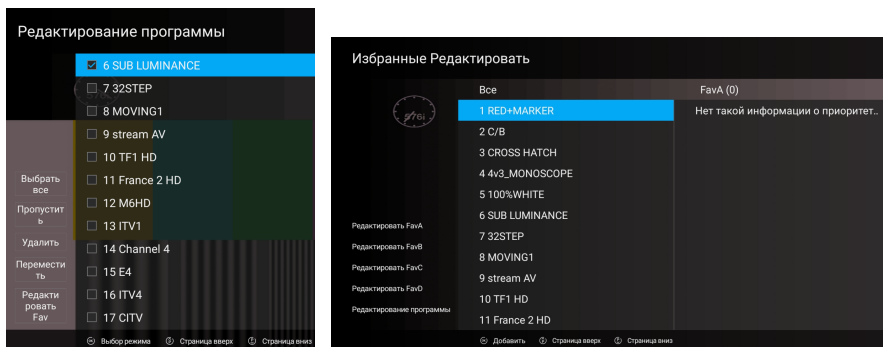 Редактирование программы
6 SUB LUMINANCE
7 32STEP
8 MOVING1
9 stream AV
10 TF1 HD
11 France 2 HD
12 M6HD
13 ITV1
14 Channel 4
15 E4
16 ITV4
17 CITV
Выбрать
все
Пропустит
ь
Удалить
Перемести
ть
Редакти
ровать
Fav
Выбор режима Страница вверх Страница вниз
Избранные Редактировать
576i
Редактировать FavA
Редактировать FavB
Редактировать FavC
Редактировать FavD
Редактирование программы
Все
1 RED+MARKER
2 C/B
3 CROSS HATCH
4 4v3_MONOSCOPE
5 100%WHITE
6 SUB LUMINANCE
7 32STEP
8 MOVING1
9 stream AV
10 TF1 HD
11 France 2 HD
FavA (0)
Нет такой информации о приоритет..
Добавить Страница вверх Страница вниз